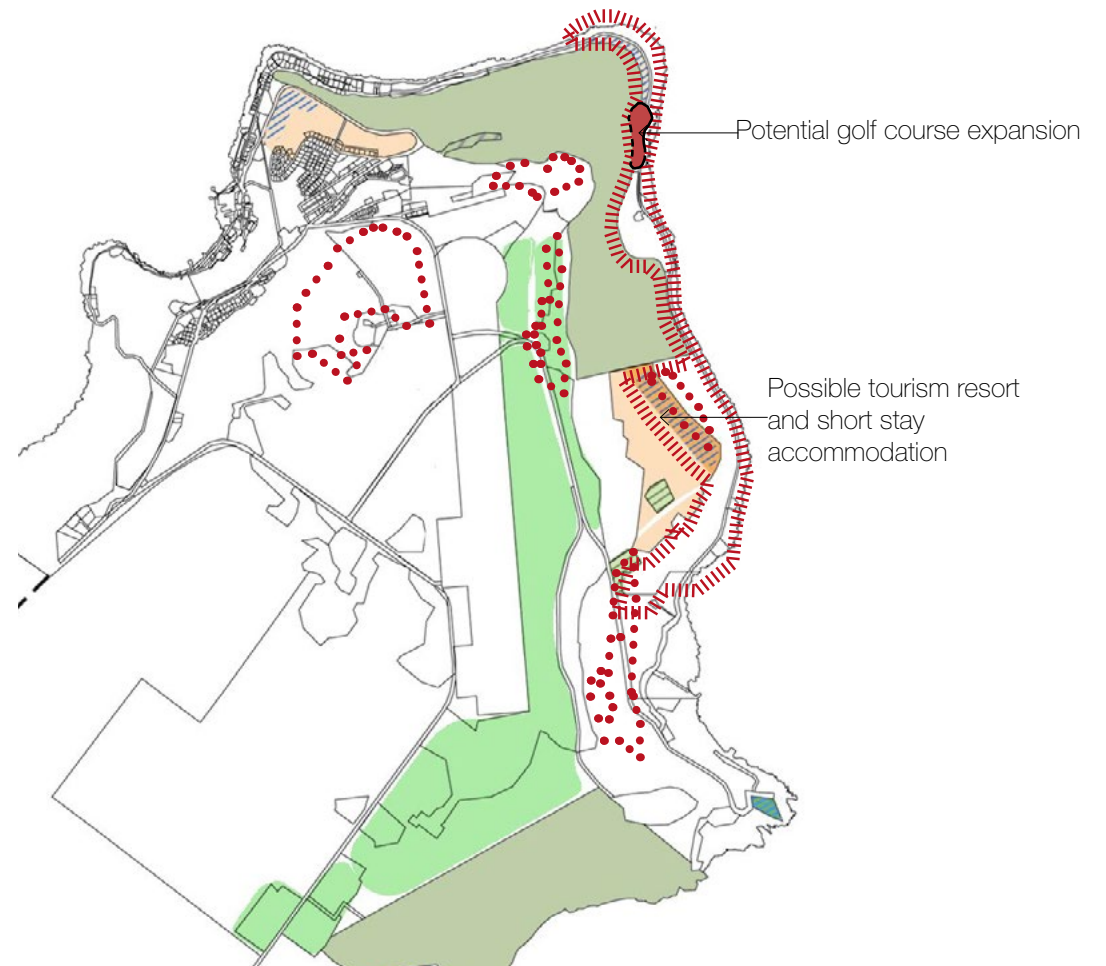 Potential golf course expansion
Possible tourism resort
and short stay
accommodation